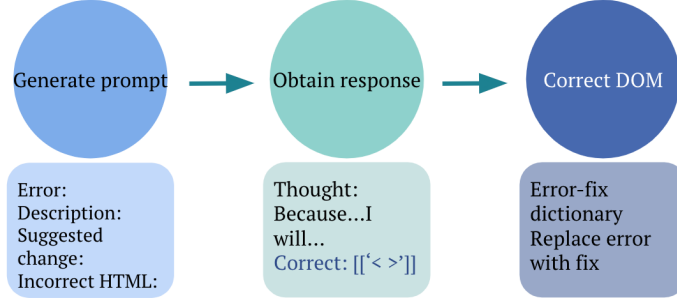 Generate prompt
Obtain response
Correct DOM
Error:
Description:
Suggested
change:
Incorrect HTML:
Thought:
Because...I
will...
Correct: [['< >']]
Error-fix
dictionary
Replace error
with fix